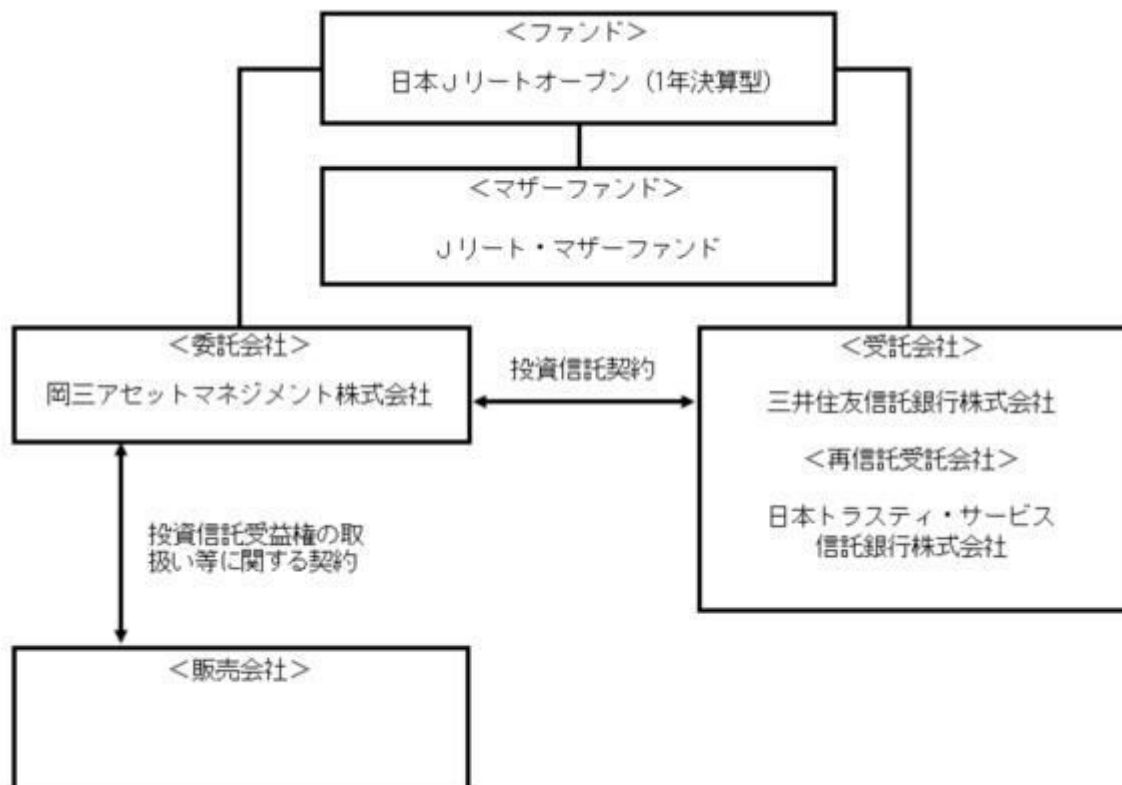 ＜ファンド＞
日本Ｊリートオープン（1年決算型）
＜マザーファンド＞
Ｊリート・マザーファンド
＜委託会社＞
岡三アセットマネジメント株式会社
投資信託契約
＜受託会社＞
三井住友信託銀行株式会社
＜再信託受託会社＞
日本トラスティ・サービス
信託銀行株式会社
投資信託受益権の取
扱い等に関する契約
＜販売会社＞